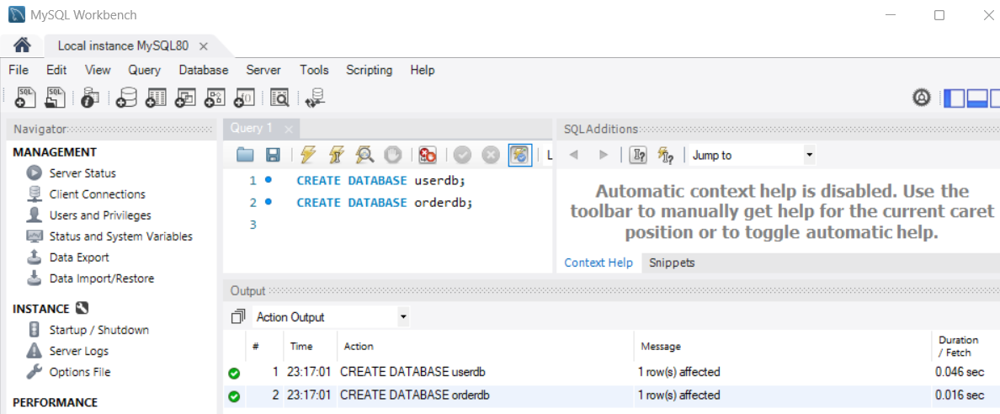 MySQL Workbench
Local instance MySQL80
File Edit View Query Database Server Tools Scripting Help
Navigator
MANAGEMENT
Server Status
Client Connections
Users and Privileges
Status and System Variables
Data Export
Data Import/Restore
INSTANCE
Startup / Shutdown
Server Logs
Options File
PERFORMANCE
Query 1
L
1 CREATE DATABASE userdb;
2 CREATE DATABASE orderdb;
3
SQLAdditions
Jump to
Automatic context help is disabled. Use the
toolbar to manually get help for the current caret
position or to toggle automatic help.
Context Help Snippets
Output
Action Output
# Time Action Message Duration / Fetch
1 23:17:01 CREATE DATABASE userdb 1 row(s) affected 0.046 sec
2 23:17:01 CREATE DATABASE orderdb 1 row(s) affected 0.016 sec